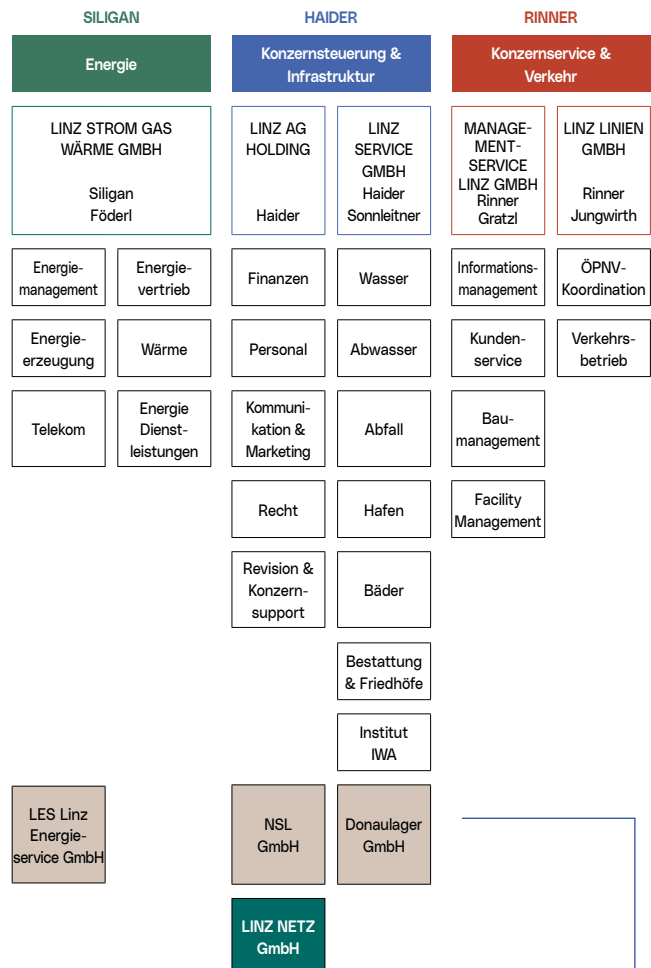 SILIGAN
Energie
LINZ STROM GAS
WÄRME GMBH
Siligan
Föderl
Energie-
management
Energie-
vertrieb
Energie-
erzeugung
Wärme
Telekom
Energie
Dienst-
leistungen
LES Linz
Energie-
service GmbH
HAIDER
Konzernsteuerung &
Infrastruktur
LINZ AG
HOLDING
Haider
LINZ
SERVICE
GMBH
Haider
Sonnleitner
Finanzen
Wasser
Personal
Abwasser
Kommuni-
kation &
Marketing
Abfall
Recht
Hafen
Revision &
Konzern-
support
Bäder
Bestattung
& Friedhöfe
Institut
IWA
NSL
GmbH
Donaulager
GmbH
LINZ NETZ
GmbH
RINNER
Konzernservice &
Verkehr
MANAGE-
MENT-
SERVICE
LINZ GMBH
Rinner
Gratzl
LINZ LINIEN
GMBH
Rinner
Jungwirth
Informations-
management
ÖPNV-
Koordination
Kunden-
service
Verkehrs-
betrieb
Bau-
management
Facility
Management